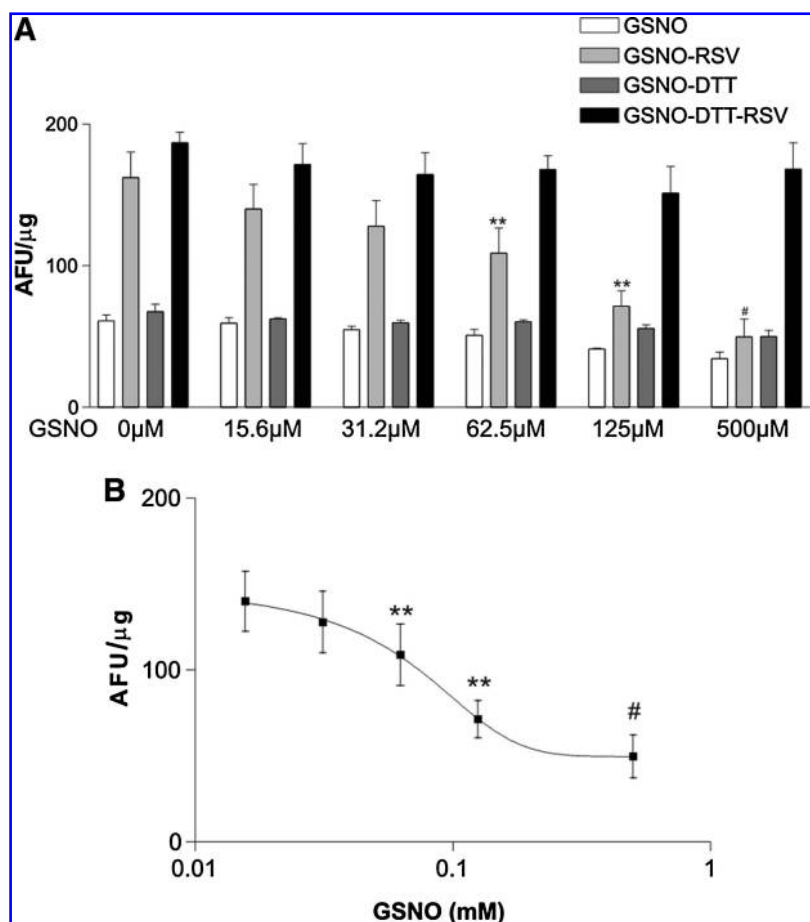 A
GSNO
GSNO-RSV
GSNO-DTT
GSNO-DTT-RSV
200
100
0
AFU/μg
**
**
#
GSNO 0μM 15.6μM 31.2μM 62.5μM 125μM 500μM
B
200
100
0
AFU/μg
**
**
#
0.01 0.1 1
GSNO (mM)